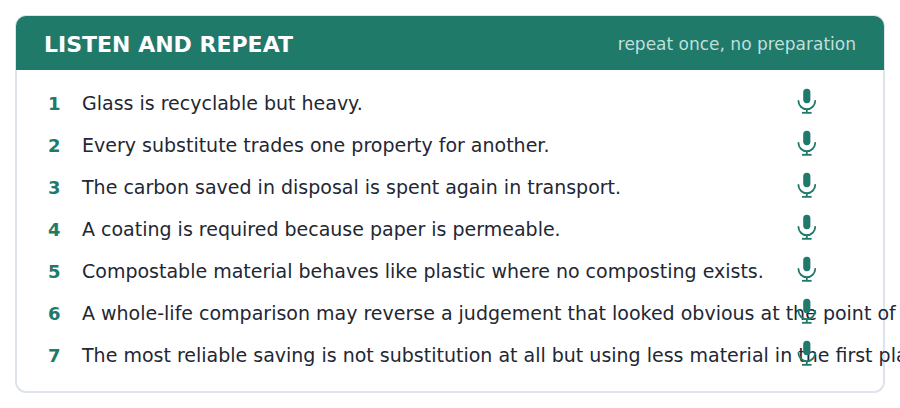 LISTEN AND REPEAT
repeat once, no preparation
1 Glass is recyclable but heavy.
2 Every substitute trades one property for another.
3 The carbon saved in disposal is spent again in transport.
4 A coating is required because paper is permeable.
5 Compostable material behaves like plastic where no composting exists.
6 A whole-life comparison may reverse a judgement that looked obvious at the point of
7 The most reliable saving is not substitution at all but using less material in the first